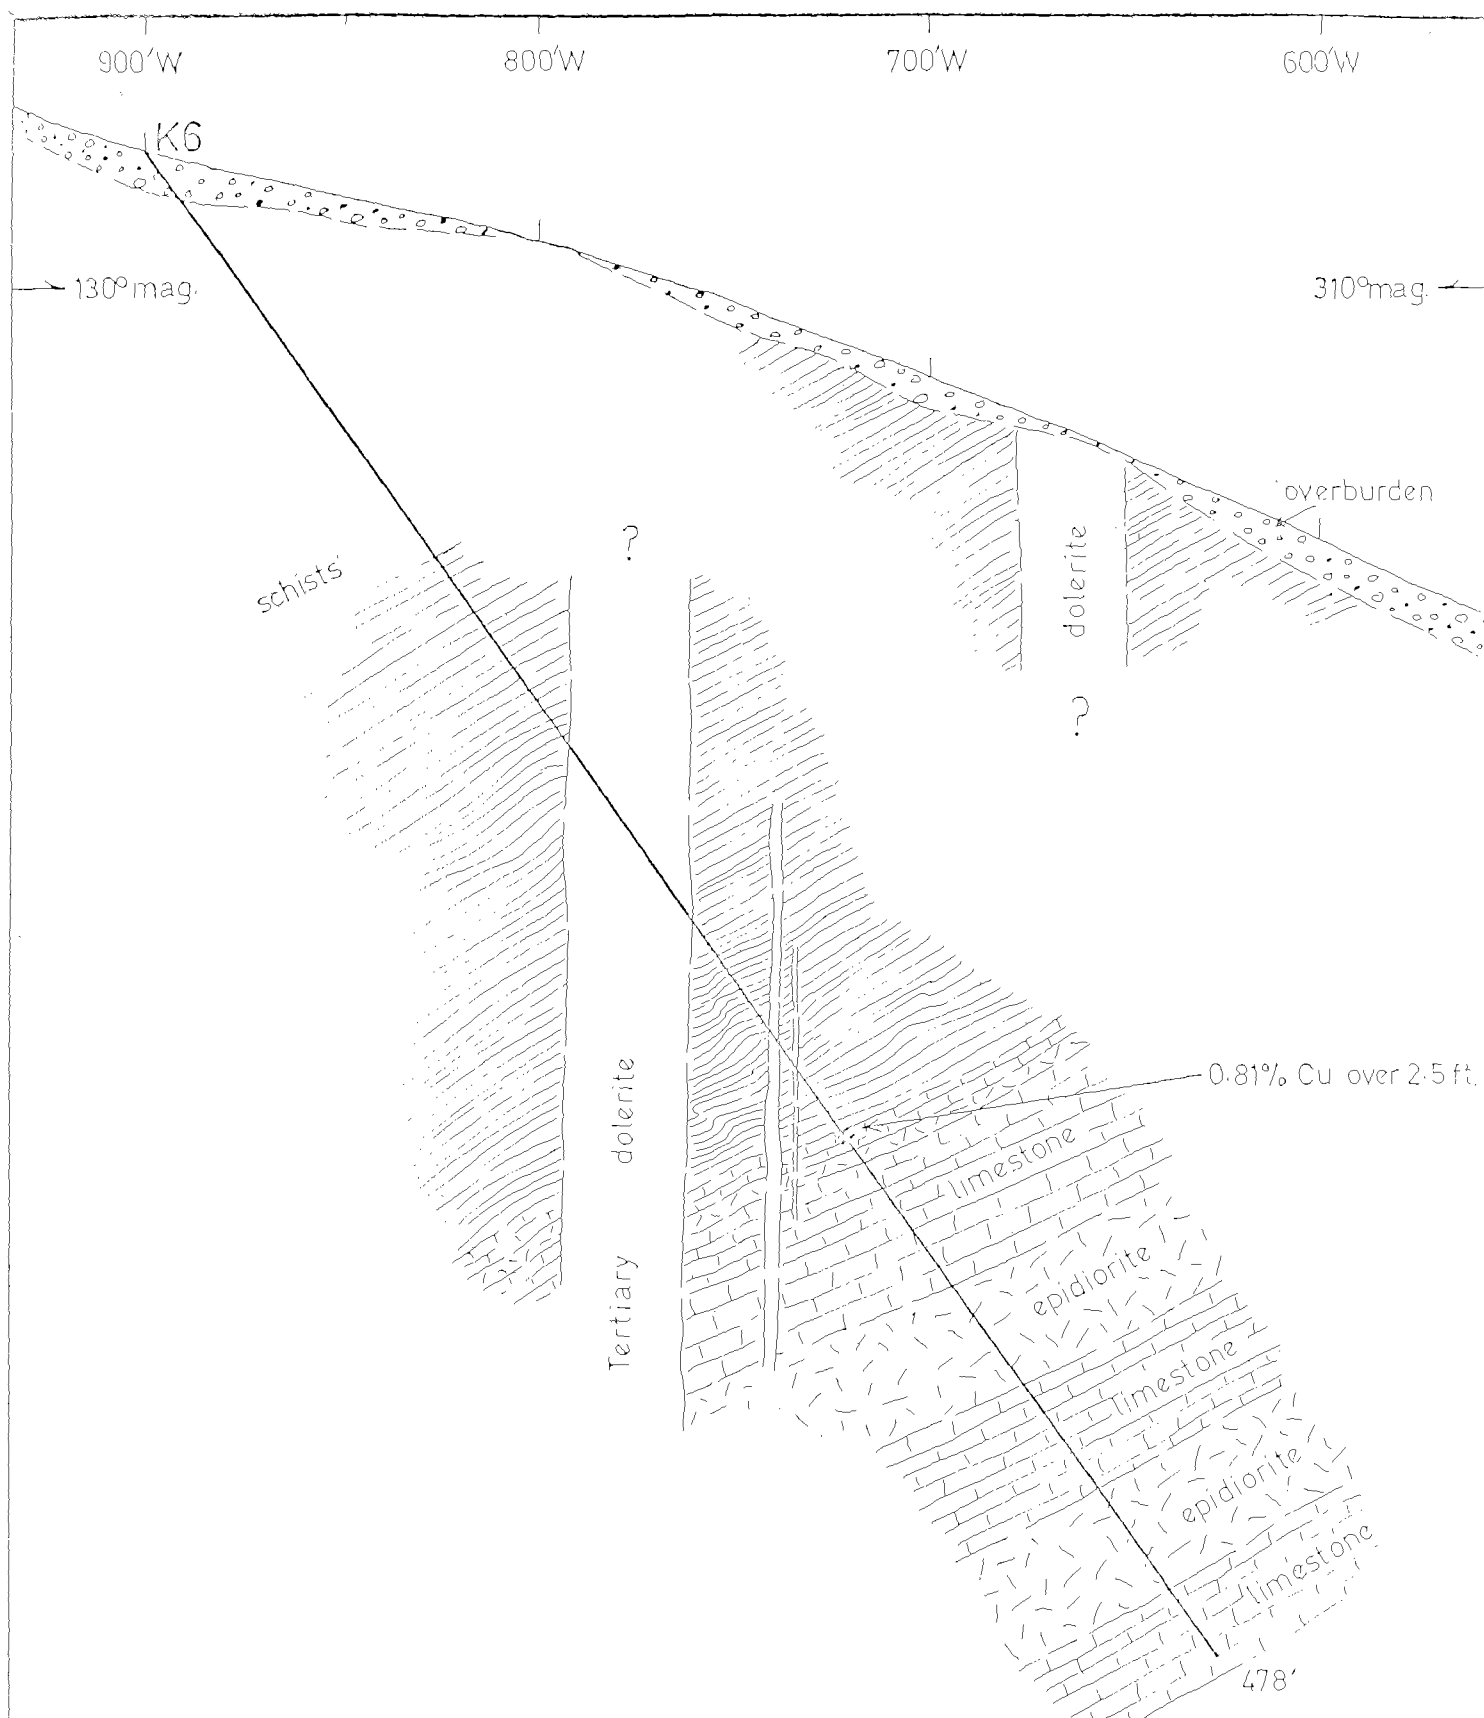 900'W 800'W 700'W 600'W
K6
130° mag. 310° mag.
overburden
dolerite
?
schists
?
0.81% Cu over 2.5 ft.
limestone
Tertiary dolerite
epidiorite
limestone
epidiorite
limestone
478'